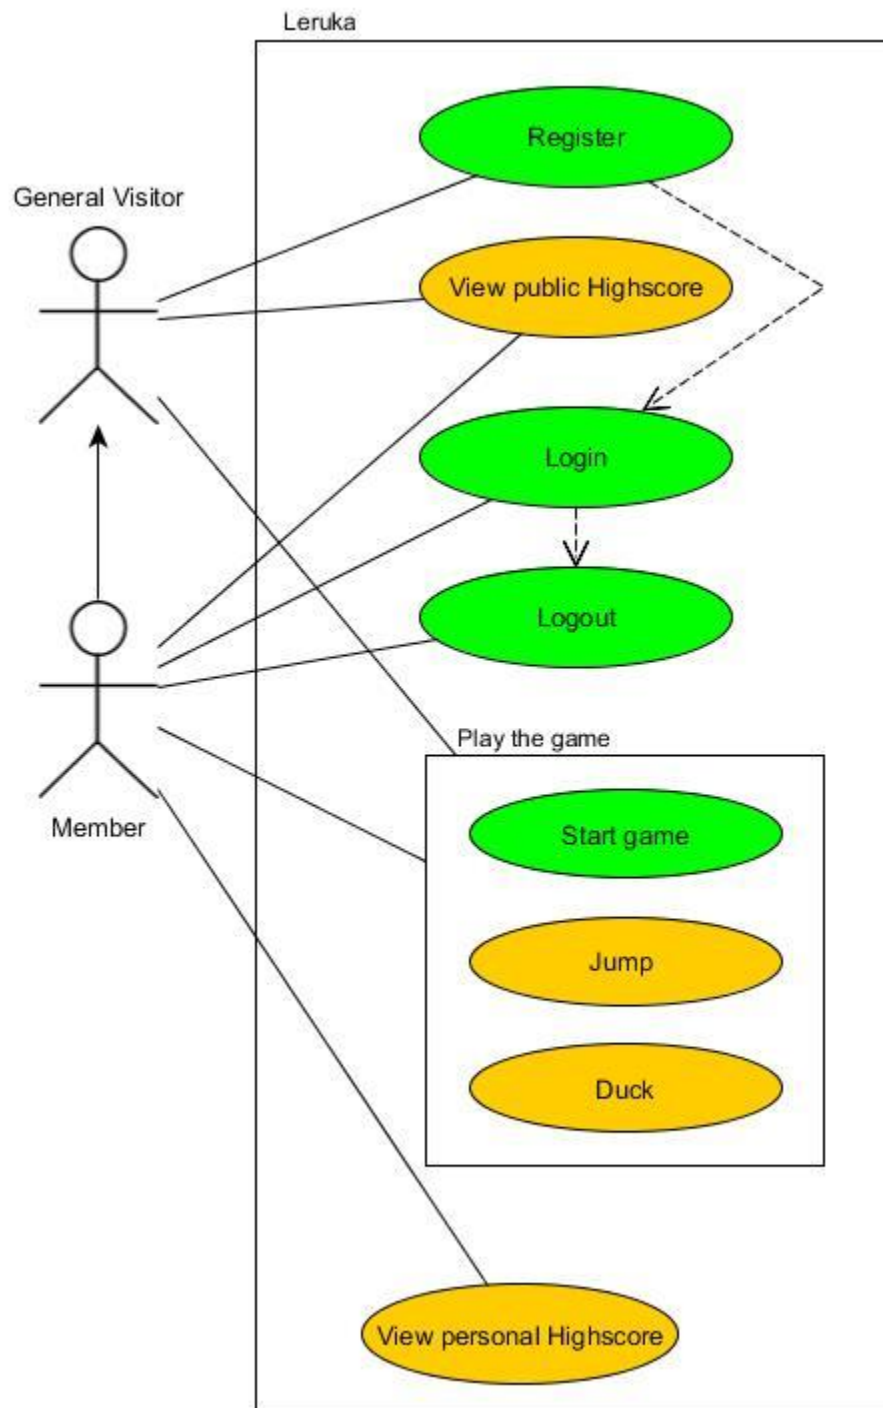 Leruka
Register
General Visitor
View public Highscore
Login
Logout
Play the game
Member
Start game
Jump
Duck
View personal Highscore